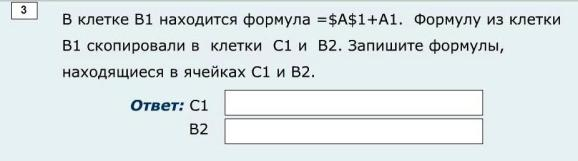 3
В клетке B1 находится формула =$A$1+A1. Формулу из клетки
B1 скопировали в клетки C1 и B2. Запишите формулы,
находящиеся в ячейках C1 и B2.
Ответ: C1
B2